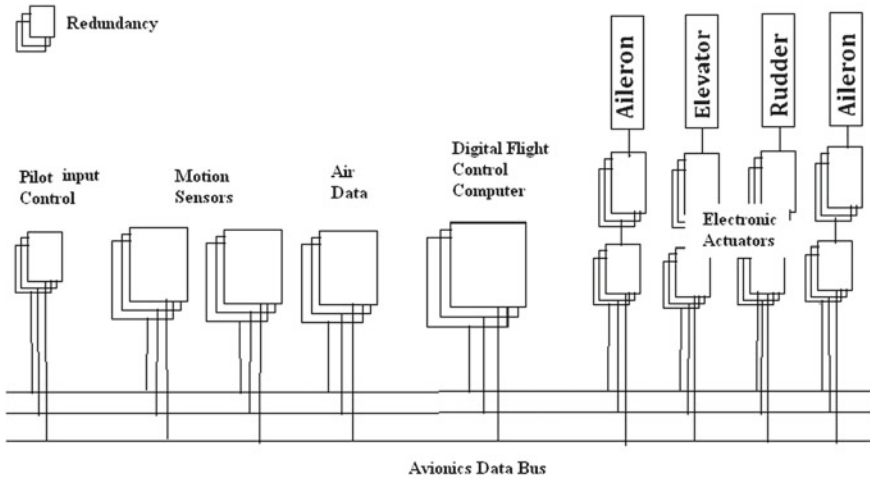 Redundancy
Aileron
Elevator
Rudder
Aileron
Pilot input
Control
Motion
Sensors
Air
Data
Digital Flight
Control
Computer
Electronic
Actuators
Avionics Data Bus